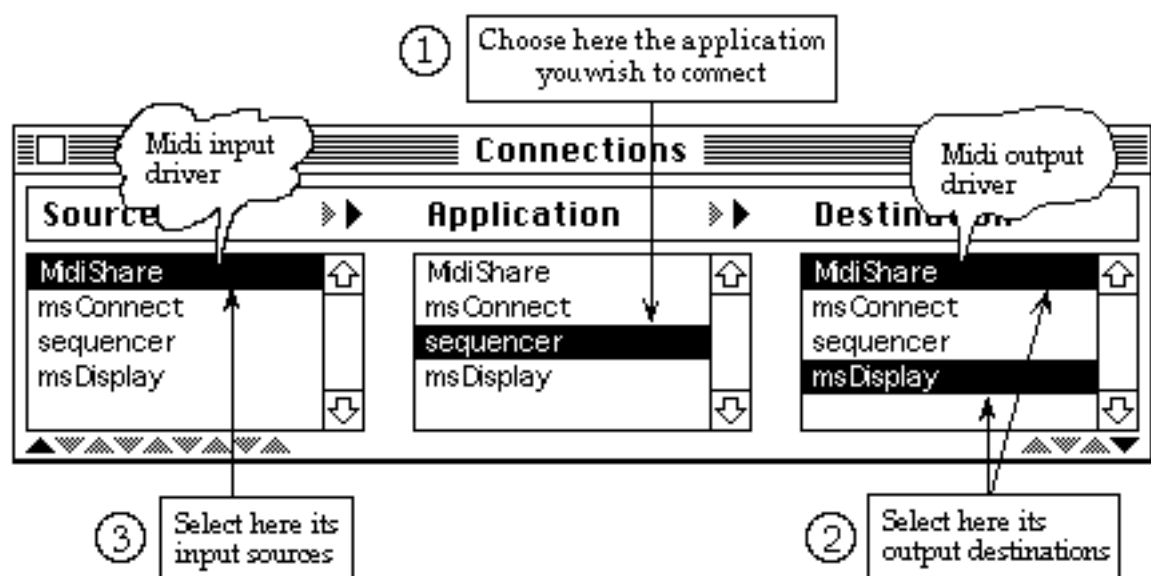 1
Choose here the application
you wish to connect
Midi input
driver
Connections
Midi output
driver
Source
Application
Destination
MidiShare
msConnect
sequencer
msDisplay
MidiShare
msConnect
sequencer
msDisplay
MidiShare
msConnect
sequencer
msDisplay
3
Select here its
input sources
2
Select here its
output destinations